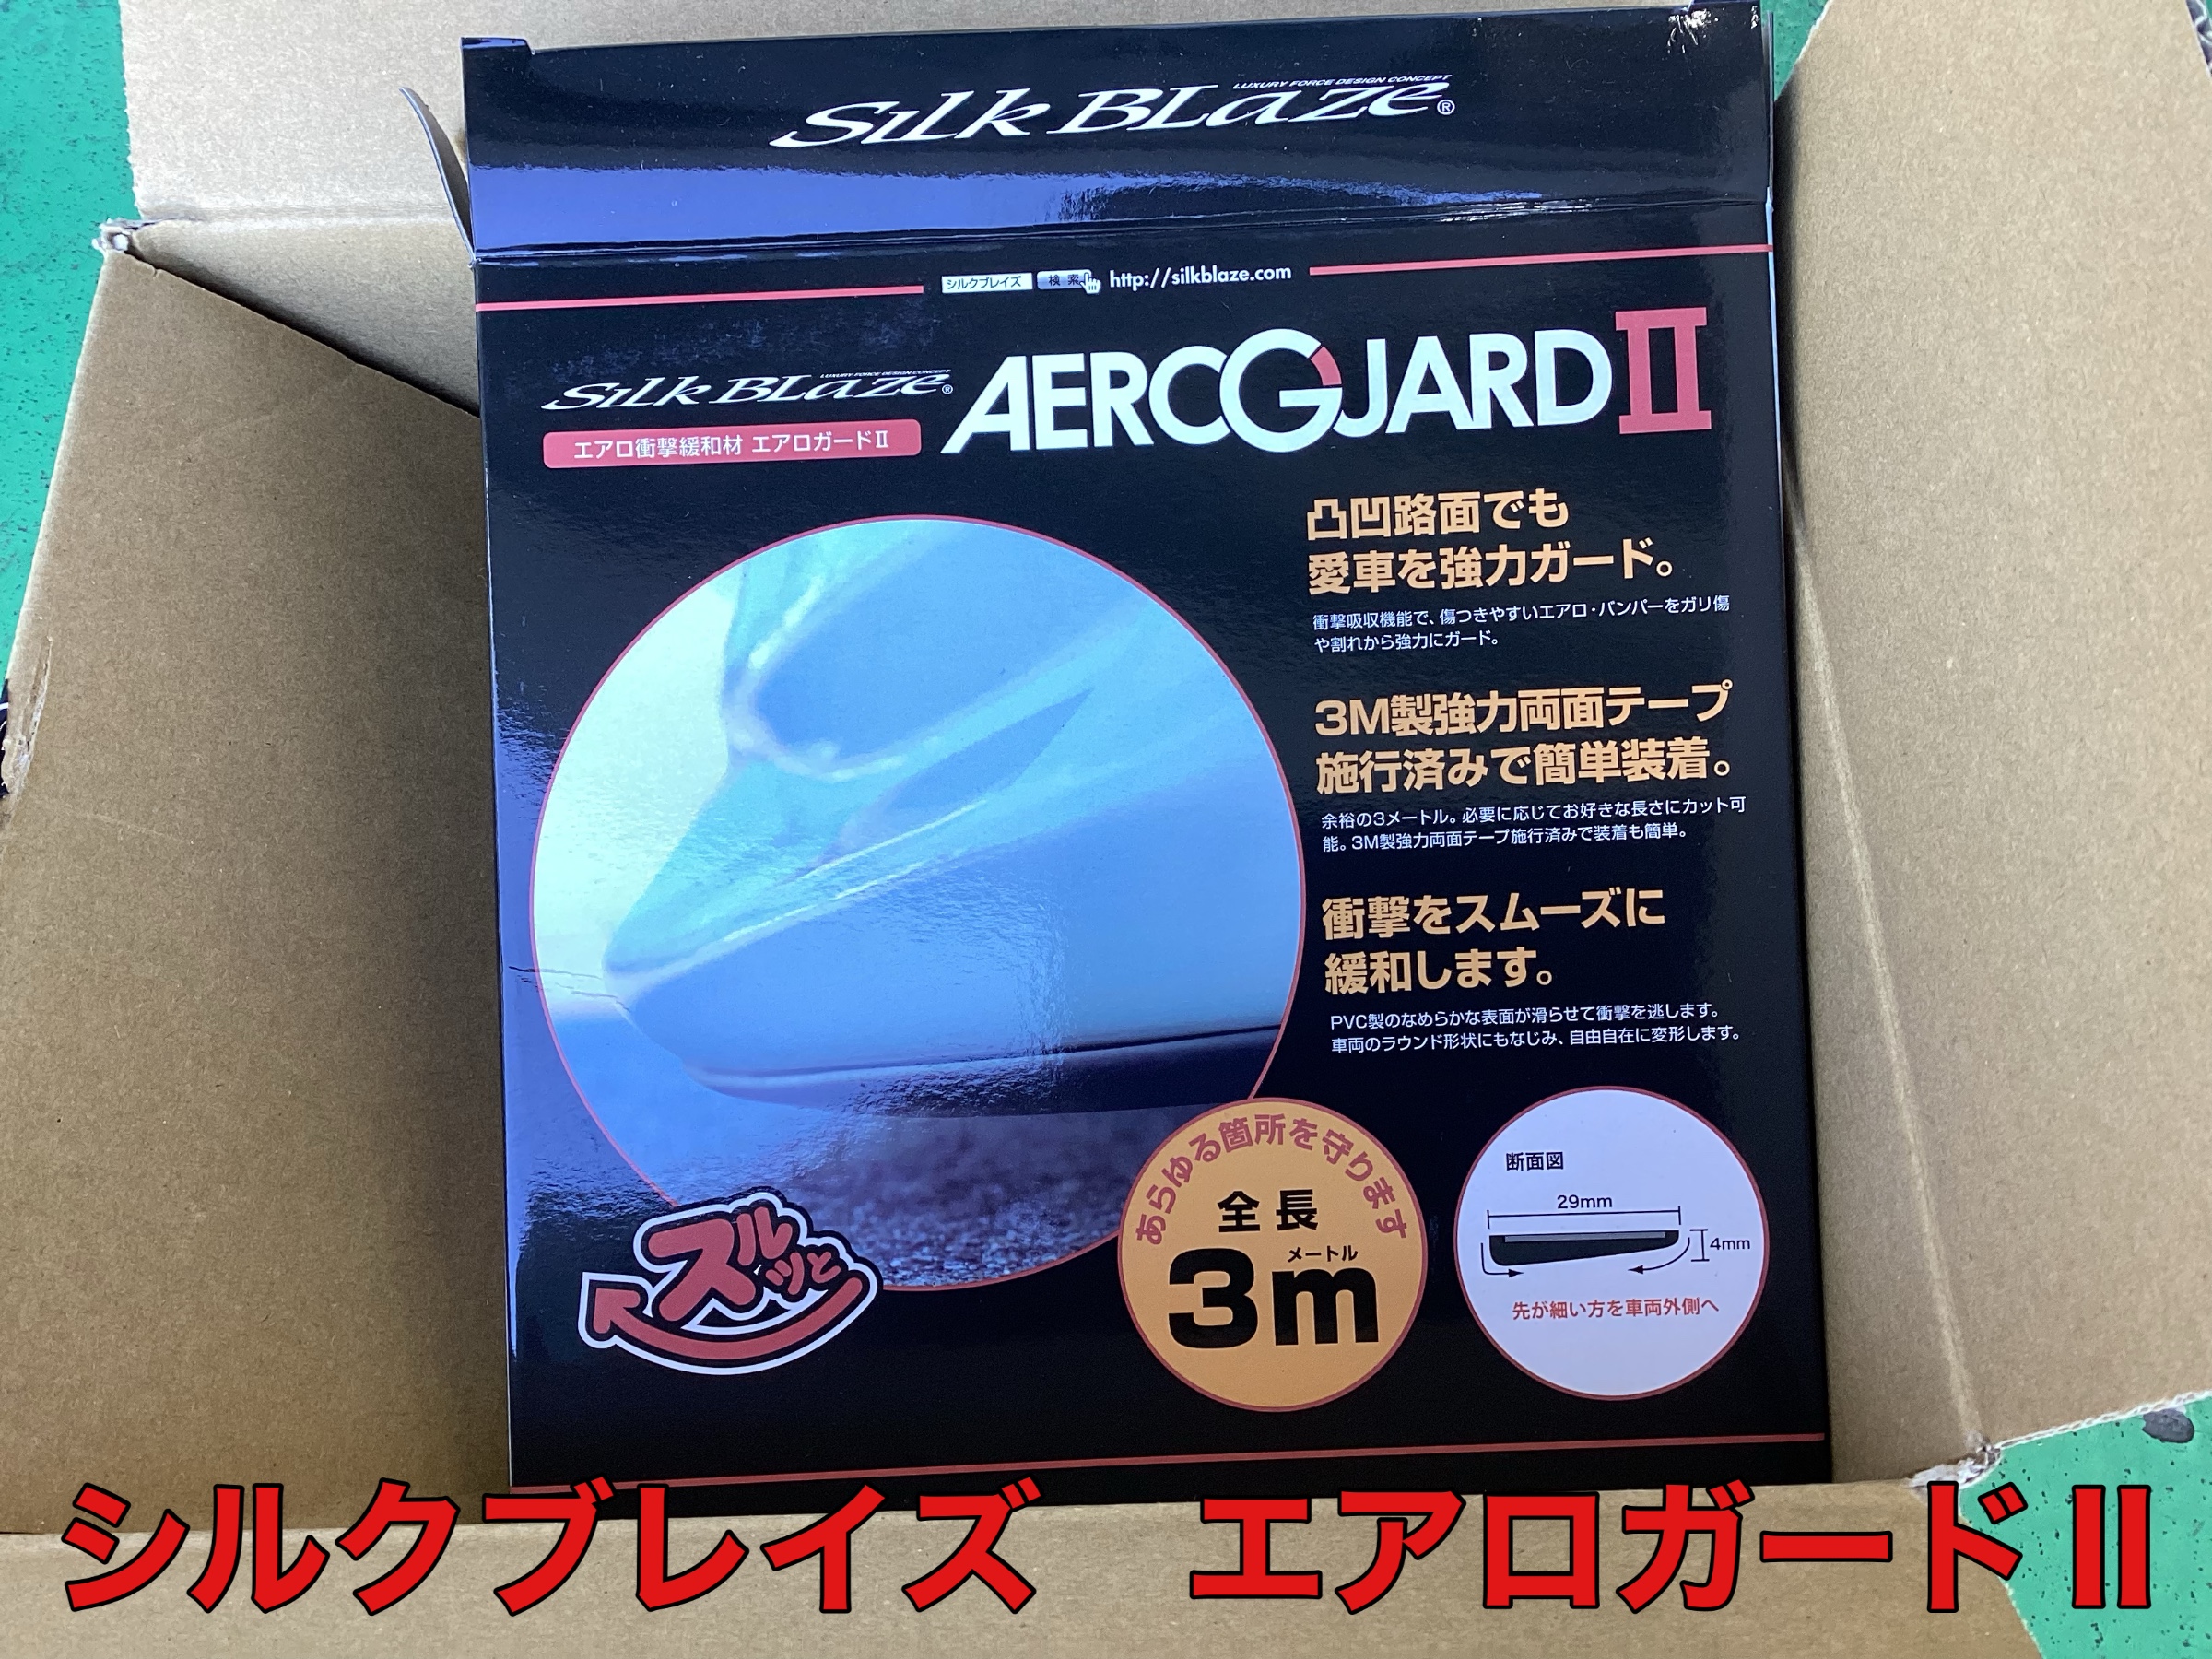 LUXURY FORCE DESIGN CONCEPT
SILK BLAZE®
シルクブレイズ 検索 http://silkblaze.com
LUXURY FORCE DESIGN CONCEPT
SILK BLAZE®
AEROGUARDⅡ
エアロ衝撃緩和材 エアロガードⅡ
凸凹路面でも
愛車を強力ガード。
衝撃吸収機能で、傷つきやすいエアロ・バンパーをガリ傷
や割れから強力にガード。
3M製強力両面テープ
施行済みで簡単装着。
余裕の3メートル。必要に応じてお好きな長さにカット可
能。3M製強力両面テープ施行済みで装着も簡単。
衝撃をスムーズに
緩和します。
PVC製のなめらかな表面が滑らせて衝撃を逃します。
車両のラウンド形状にもなじみ、自由自在に変形します。
ズルッと
あらゆる箇所を守ります
全長
メートル
3m
断面図
29mm
4mm
先が細い方を車両外側へ
シルクブレイズ　エアロガードⅡ